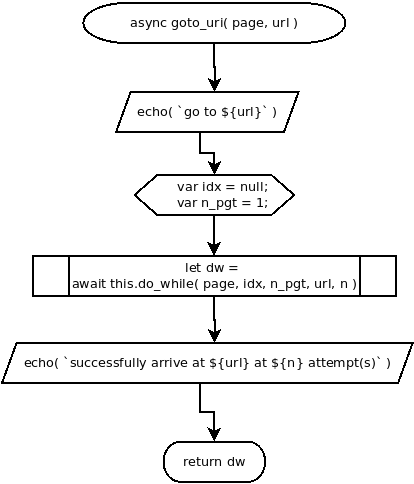 async goto_uri( page, url )
echo( `go to ${url}` )
var idx = null;
var n_pgt = 1;
let dw =
await this.do_while( page, idx, n_pgt, url, n )
echo( `successfully arrive at ${url} at ${n} attempt(s)` )
return dw